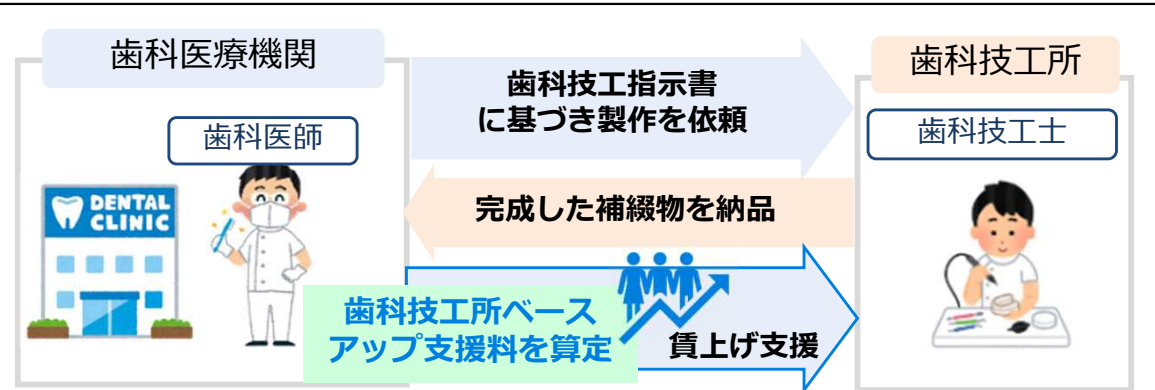 歯科医療機関
歯科医師
DENTAL
CLINIC
歯科技工指示書
に基づき製作を依頼
完成した補綴物を納品
歯科技工所ベース
アップ支援料を算定
賃上げ支援
歯科技工所
歯科技工士